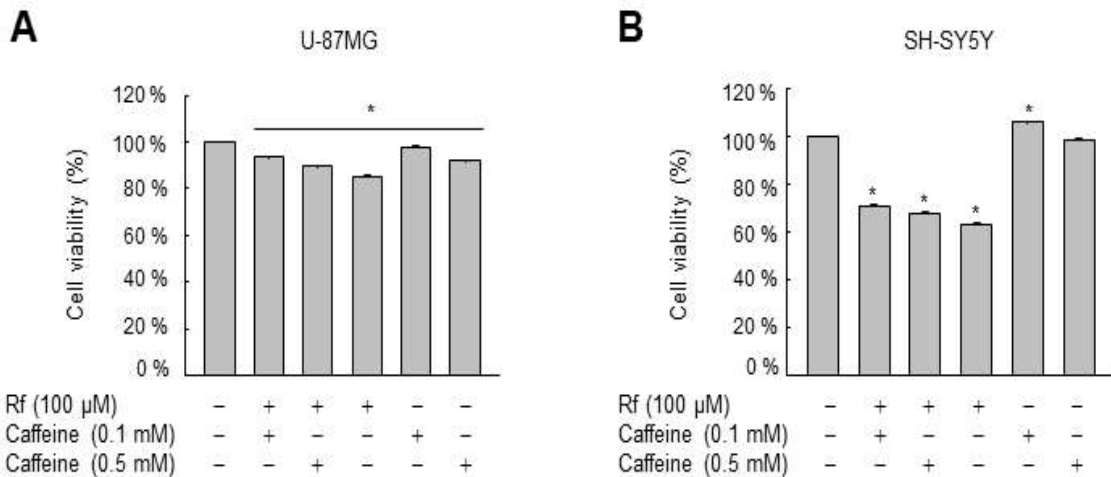 A
U-87MG
Cell viability (%)
120 %
*
100 %
80 %
60 %
40 %
20 %
0 %
Rf (100 µM) – + + + – –
Caffeine (0.1 mM) – + – – + –
Caffeine (0.5 mM) – – + – – +
B
SH-SY5Y
Cell viability (%)
120 %
*
100 %
80 %
* * *
60 %
40 %
20 %
0 %
Rf (100 µM) – + + + – –
Caffeine (0.1 mM) – + – – + –
Caffeine (0.5 mM) – – + – – +